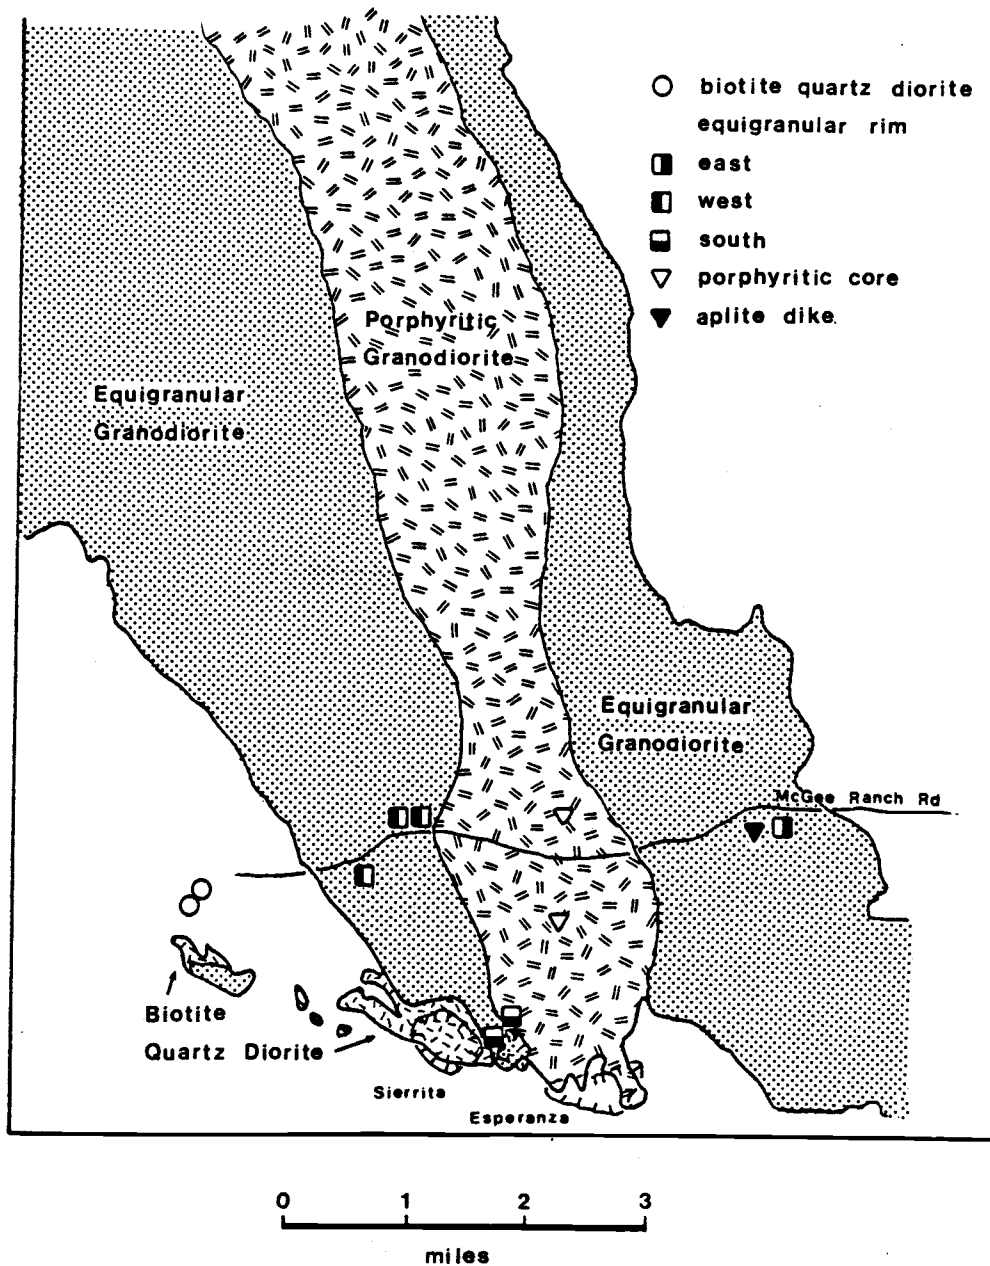 biotite quartz diorite
equigranular rim
east
west
south
porphyritic core
aplite dike
Porphyritic
Granodiorite
Equigranular
Granodiorite
Equigranular
Granodiorite
McGee Ranch Rd
Biotite
Quartz Diorite
Sierrita
Esperanza
0 1 2 3
miles